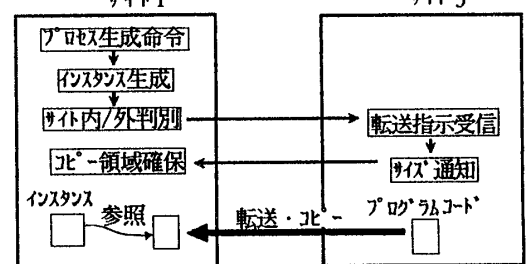 プロセス生成命令
インスタンス生成
サイト内/外判別
コピー領域確保
インスタンス
参照
転送指示受信
サイズ通知
転送・コピー
プログラムコード